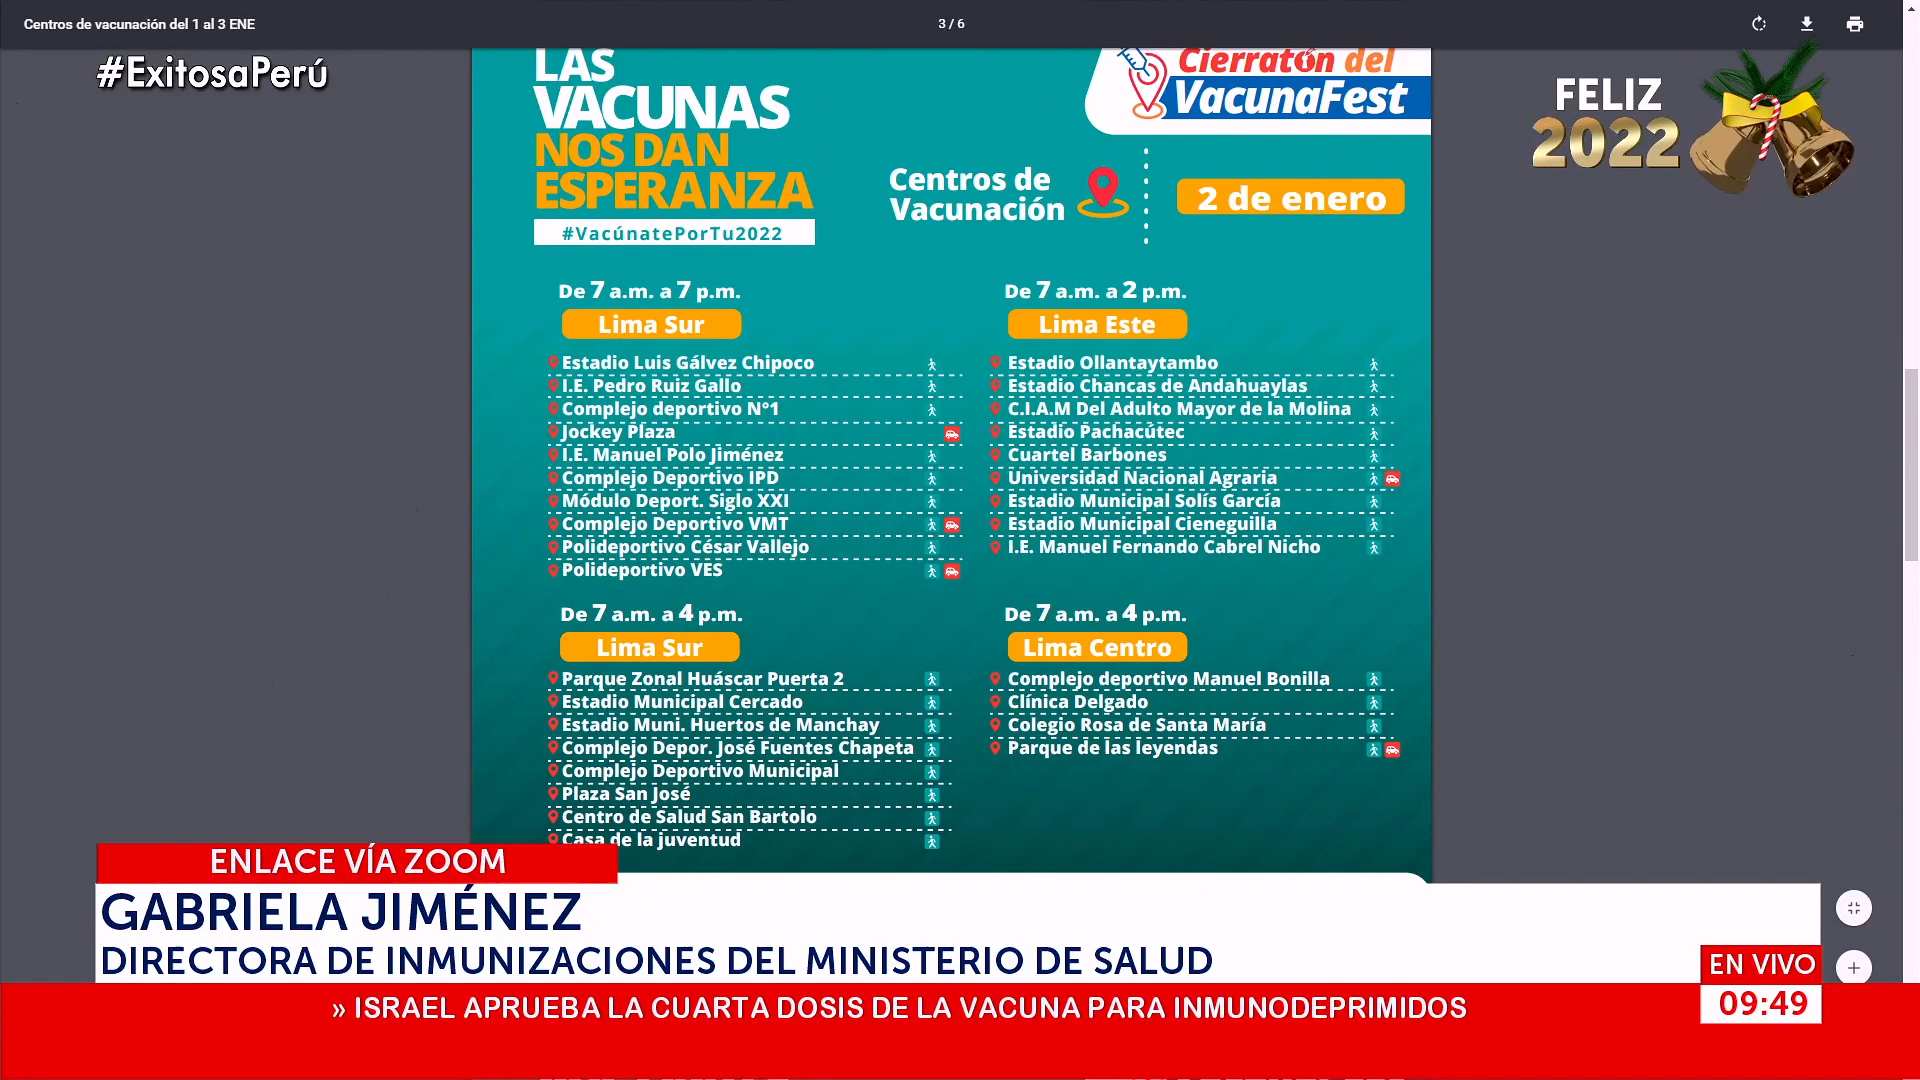 Centros de vacunación del 1 al 3 ENE
3 / 6
#ExitosaPerú
FELIZ
2022
LAS
VACUNAS
NOS DAN
ESPERANZA
#VacúnatePorTu2022
Cierratón del
VacunaFest
Centros de
Vacunación
2 de enero
De 7 a.m. a 7 p.m.
Lima Sur
Estadio Luis Gálvez Chipoco
I.E. Pedro Ruiz Gallo
Complejo deportivo N°1
Jockey Plaza
I.E. Manuel Polo Jiménez
Complejo Deportivo IPD
Módulo Deport. Siglo XXI
Complejo Deportivo VMT
Polideportivo César Vallejo
Polideportivo VES
De 7 a.m. a 2 p.m.
Lima Este
Estadio Ollantaytambo
Estadio Chancas de Andahuaylas
C.I.A.M Del Adulto Mayor de la Molina
Estadio Pachacútec
Cuartel Barbones
Universidad Nacional Agraria
Estadio Municipal Solís García
Estadio Municipal Cieneguilla
I.E. Manuel Fernando Cabrel Nicho
De 7 a.m. a 4 p.m.
Lima Sur
Parque Zonal Huáscar Puerta 2
Estadio Municipal Cercado
Estadio Muni. Huertos de Manchay
Complejo Depor. José Fuentes Chapeta
Complejo Deportivo Municipal
Plaza San José
Centro de Salud San Bartolo
Casa de la juventud
De 7 a.m. a 4 p.m.
Lima Centro
Complejo deportivo Manuel Bonilla
Clínica Delgado
Colegio Rosa de Santa María
Parque de las leyendas
ENLACE VÍA ZOOM
GABRIELA JIMÉNEZ
DIRECTORA DE INMUNIZACIONES DEL MINISTERIO DE SALUD
EN VIVO
09:49
» ISRAEL APRUEBA LA CUARTA DOSIS DE LA VACUNA PARA INMUNODEPRIMIDOS